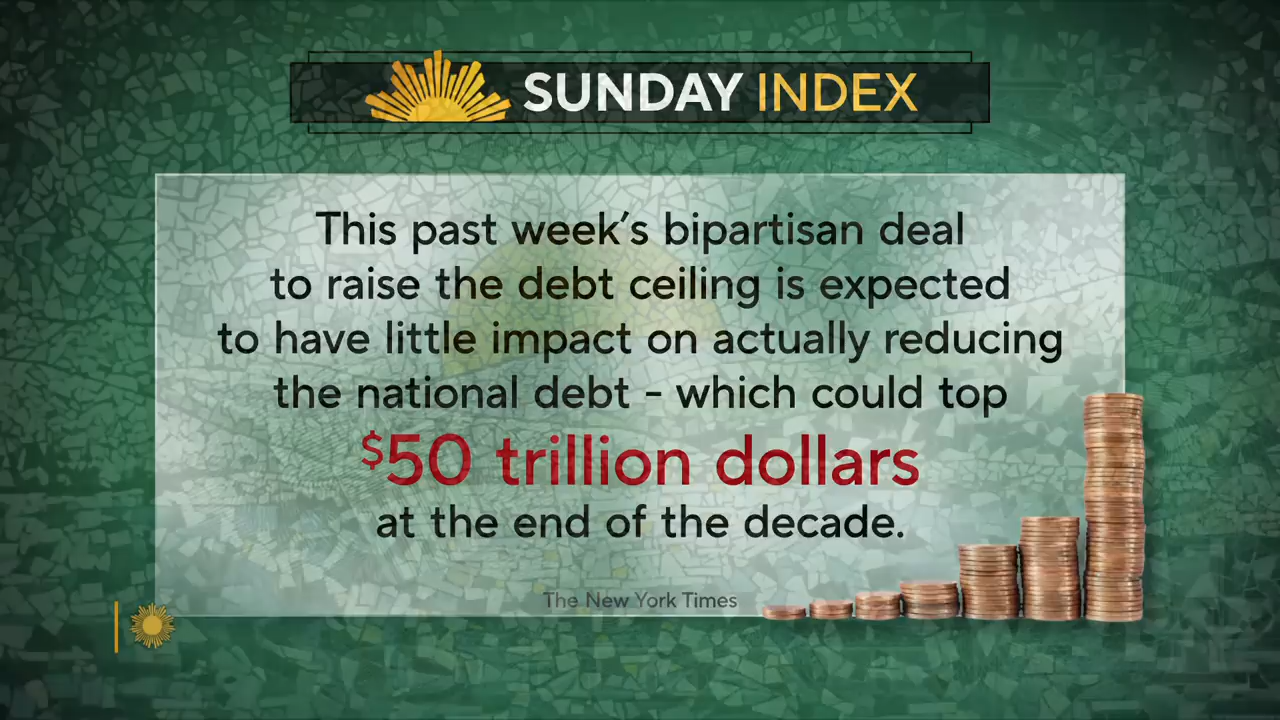 SUNDAY INDEX
This past week's bipartisan deal
to raise the debt ceiling is expected
to have little impact on actually reducing
the national debt - which could top
$50 trillion dollars
at the end of the decade.
The New York Times